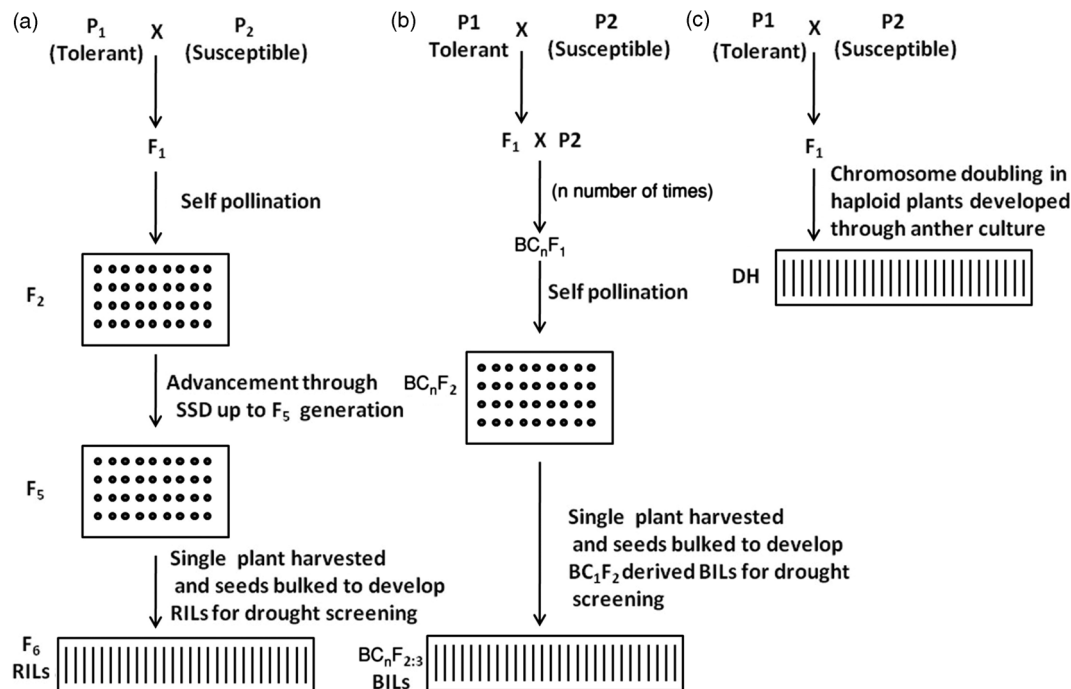 (a)
P₁ X P₂
(Tolerant) (Susceptible)
F₁
Self pollination
F₂
Advancement through
SSD up to F₅ generation
F₅
Single plant harvested
and seeds bulked to develop
RILs for drought screening
F₆
RILs
(b)
P1 X P2
Tolerant (Susceptible)
F₁ X P2
(n number of times)
BCₙF₁
Self pollination
BCₙF₂
Single plant harvested
and seeds bulked to develop
BC₁F₂ derived BILs for drought
screening
BCₙF₂:₃
BILs
(c)
P1 X P2
(Tolerant) (Susceptible)
F₁
Chromosome doubling in
haploid plants developed
through anther culture
DH